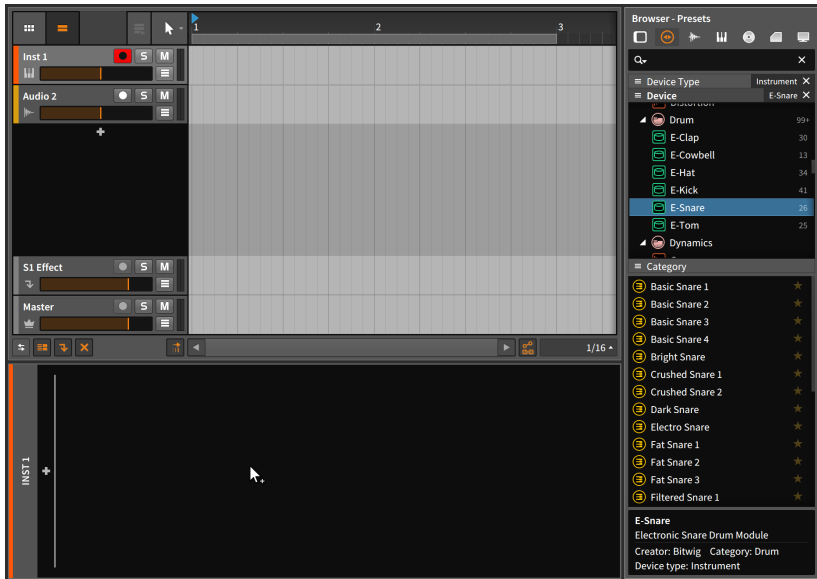 Browser - Presets
1 2 3
Inst 1 S M
Audio 2 S M
S1 Effect S M
Master S M
1/16
INST 1
Device Type Instrument
Device E-Snare
Distortion
Drum 99+
E-Clap 30
E-Cowbell 13
E-Hat 34
E-Kick 41
E-Snare 26
E-Tom 25
Dynamics
Category
Basic Snare 1
Basic Snare 2
Basic Snare 3
Basic Snare 4
Bright Snare
Crushed Snare 1
Crushed Snare 2
Dark Snare
Electro Snare
Fat Snare 1
Fat Snare 2
Fat Snare 3
Filtered Snare 1
E-Snare
Electronic Snare Drum Module
Creator: Bitwig Category: Drum
Device type: Instrument